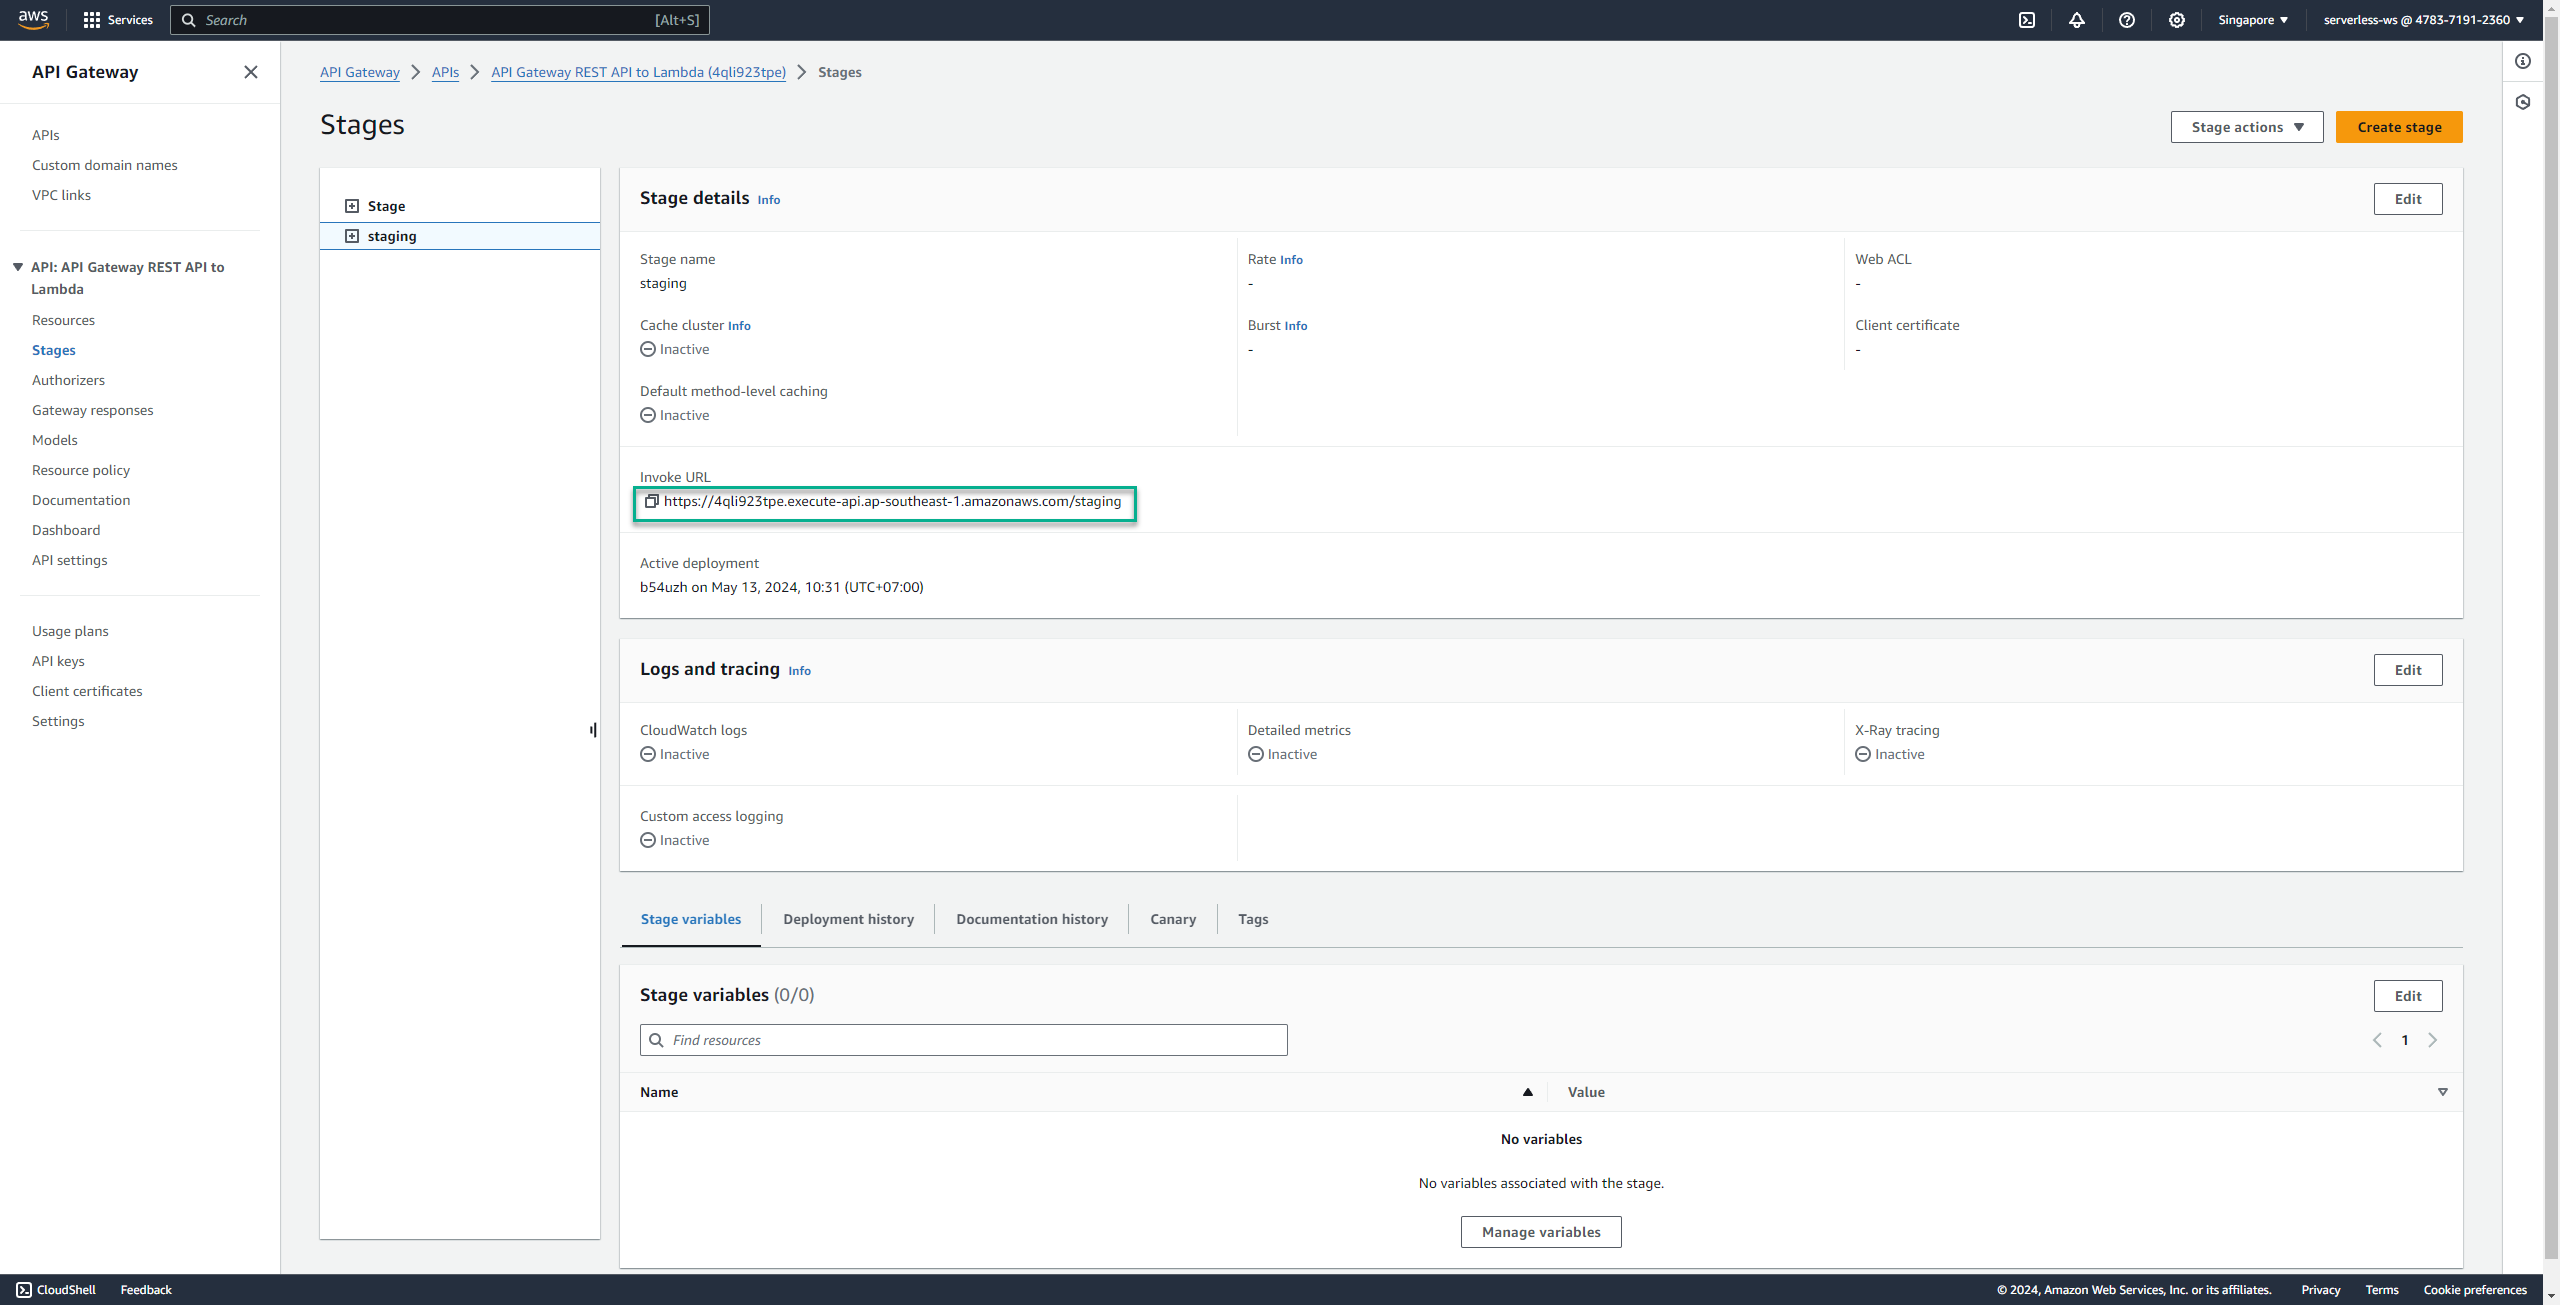 aws Services Search [Alt+S] Singapore serverless-ws @ 4783-7191-2360
API Gateway
APIs
Custom domain names
VPC links
API: API Gateway REST API to
Lambda
Resources
Stages
Authorizers
Gateway responses
Models
Resource policy
Documentation
Dashboard
API settings
Usage plans
API keys
Client certificates
Settings
API Gateway APIs API Gateway REST API to Lambda (4qli923tpe) Stages
Stages
Stage actions Create stage
Stage
staging
Stage details Info Edit
Stage name
staging
Rate Info
-
Web ACL
-
Cache cluster Info
Inactive
Burst Info
-
Client certificate
-
Default method-level caching
Inactive
Invoke URL
https://4qli923tpe.execute-api.ap-southeast-1.amazonaws.com/staging
Active deployment
b54uzh on May 13, 2024, 10:31 (UTC+07:00)
Logs and tracing Info Edit
CloudWatch logs
Inactive
Detailed metrics
Inactive
X-Ray tracing
Inactive
Custom access logging
Inactive
Stage variables Deployment history Documentation history Canary Tags
Stage variables (0/0) Edit
Find resources 1
Name Value
No variables
No variables associated with the stage.
Manage variables
CloudShell Feedback © 2024, Amazon Web Services, Inc. or its affiliates. Privacy Terms Cookie preferences